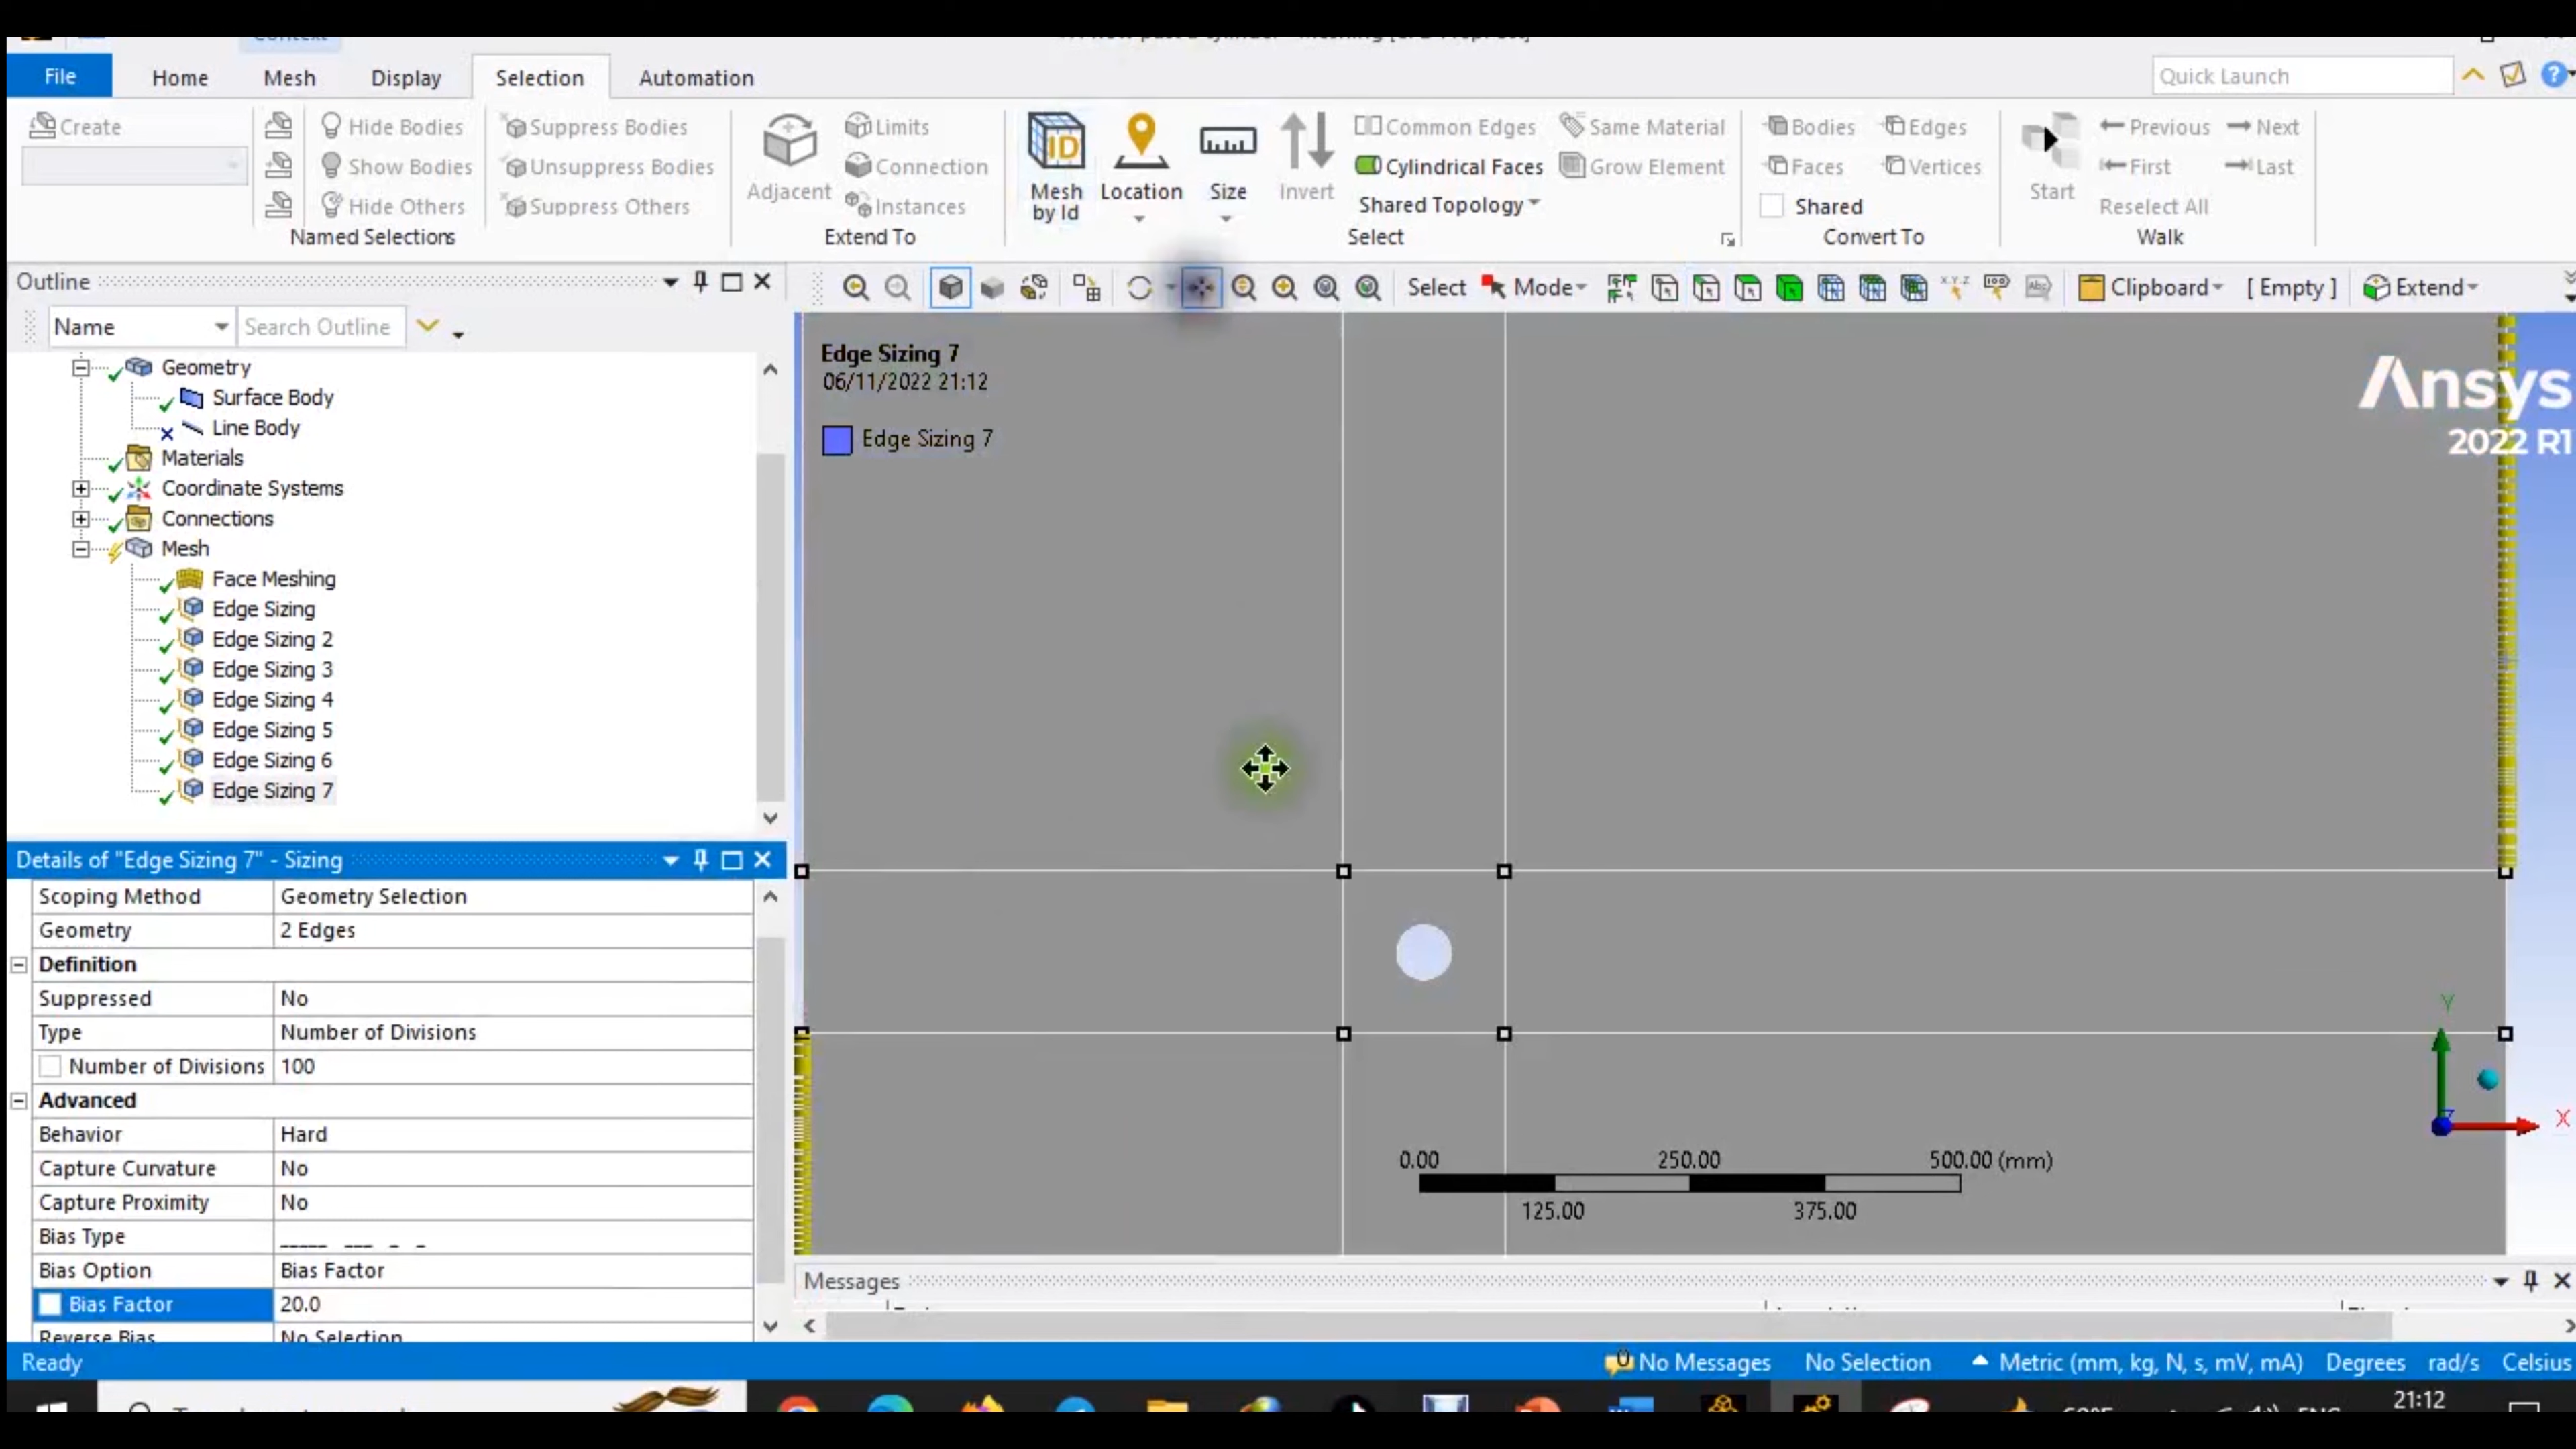 File Home Mesh Display Selection Automation Quick Launch
Create
Hide Bodies
Show Bodies
Hide Others
Named Selections
Suppress Bodies
Unsuppress Bodies
Suppress Others
Adjacent
Limits
Connection
Instances
Extend To
Mesh by Id
Location
Size
Invert
Common Edges
Cylindrical Faces
Shared Topology
Same Material
Grow Element
Select
Bodies
Edges
Faces
Vertices
Shared
Convert To
Start
Previous
Next
First
Last
Reselect All
Walk
Select Mode Clipboard [ Empty ] Extend
Outline
Name Search Outline
Geometry
Surface Body
Line Body
Materials
Coordinate Systems
Connections
Mesh
Face Meshing
Edge Sizing
Edge Sizing 2
Edge Sizing 3
Edge Sizing 4
Edge Sizing 5
Edge Sizing 6
Edge Sizing 7
Details of "Edge Sizing 7" - Sizing
Scoping Method Geometry Selection
Geometry 2 Edges
Definition
Suppressed No
Type Number of Divisions
Number of Divisions 100
Advanced
Behavior Hard
Capture Curvature No
Capture Proximity No
Bias Type
Bias Option Bias Factor
Bias Factor 20.0
Reverse Bias No Selection
Edge Sizing 7
06/11/2022 21:12
Edge Sizing 7
Ansys
2022 R1
Y
X
0.00 250.00 500.00 (mm)
125.00 375.00
Messages
Ready
No Messages No Selection Metric (mm, kg, N, s, mV, mA) Degrees rad/s Celsius
21:12